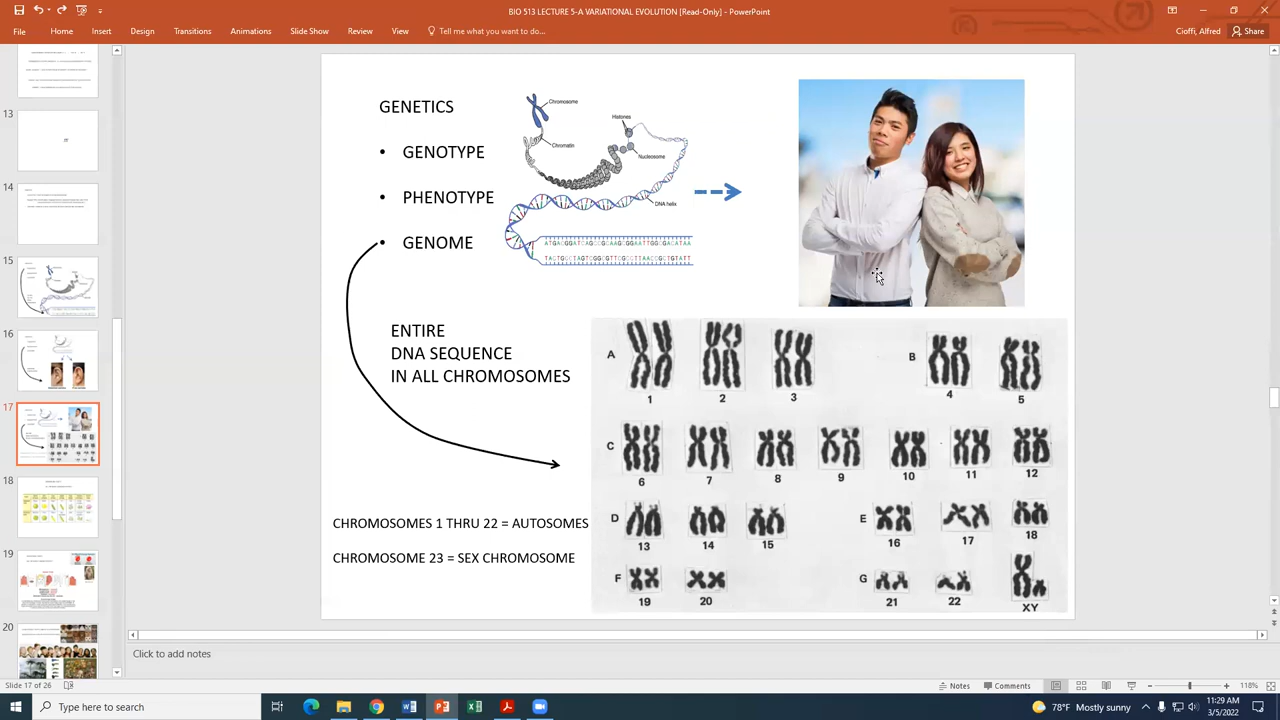 BIO 513 LECTURE 5-A VARIATIONAL EVOLUTION [Read-Only] - PowerPoint
File Home Insert Design Transitions Animations Slide Show Review View Tell me what you want to do... Cioffi, Alfred Share
13
14
15
16
17
18
19
20
GENETICS
• GENOTYPE
• PHENOTYPE
• GENOME
Chromosome
Histones
Chromatin
Nucleosome
DNA helix
ENTIRE
DNA SEQUENCE
IN ALL CHROMOSOMES
CHROMOSOMES 1 THRU 22 = AUTOSOMES
CHROMOSOME 23 = SEX CHROMOSOME
A 1 2 3 B 4 5
C 6 7 8 9 10 11 12
D 13 14 15 E 16 17 18
F 19 20 G 21 22 XY
Click to add notes
Slide 17 of 26 Notes Comments 118%
Type here to search 78°F Mostly sunny 11:29 AM
3/5/2022